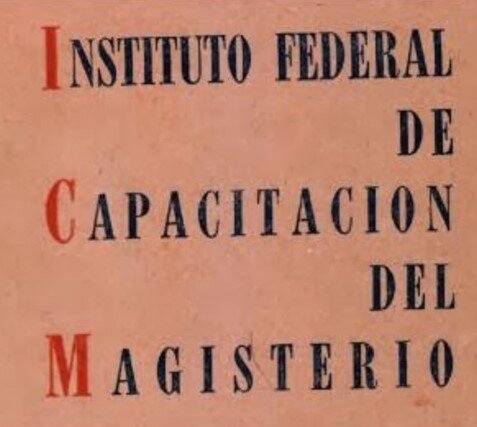 INSTITUTO FEDERAL
DE
CAPACITACION
DEL
MAGISTERIO